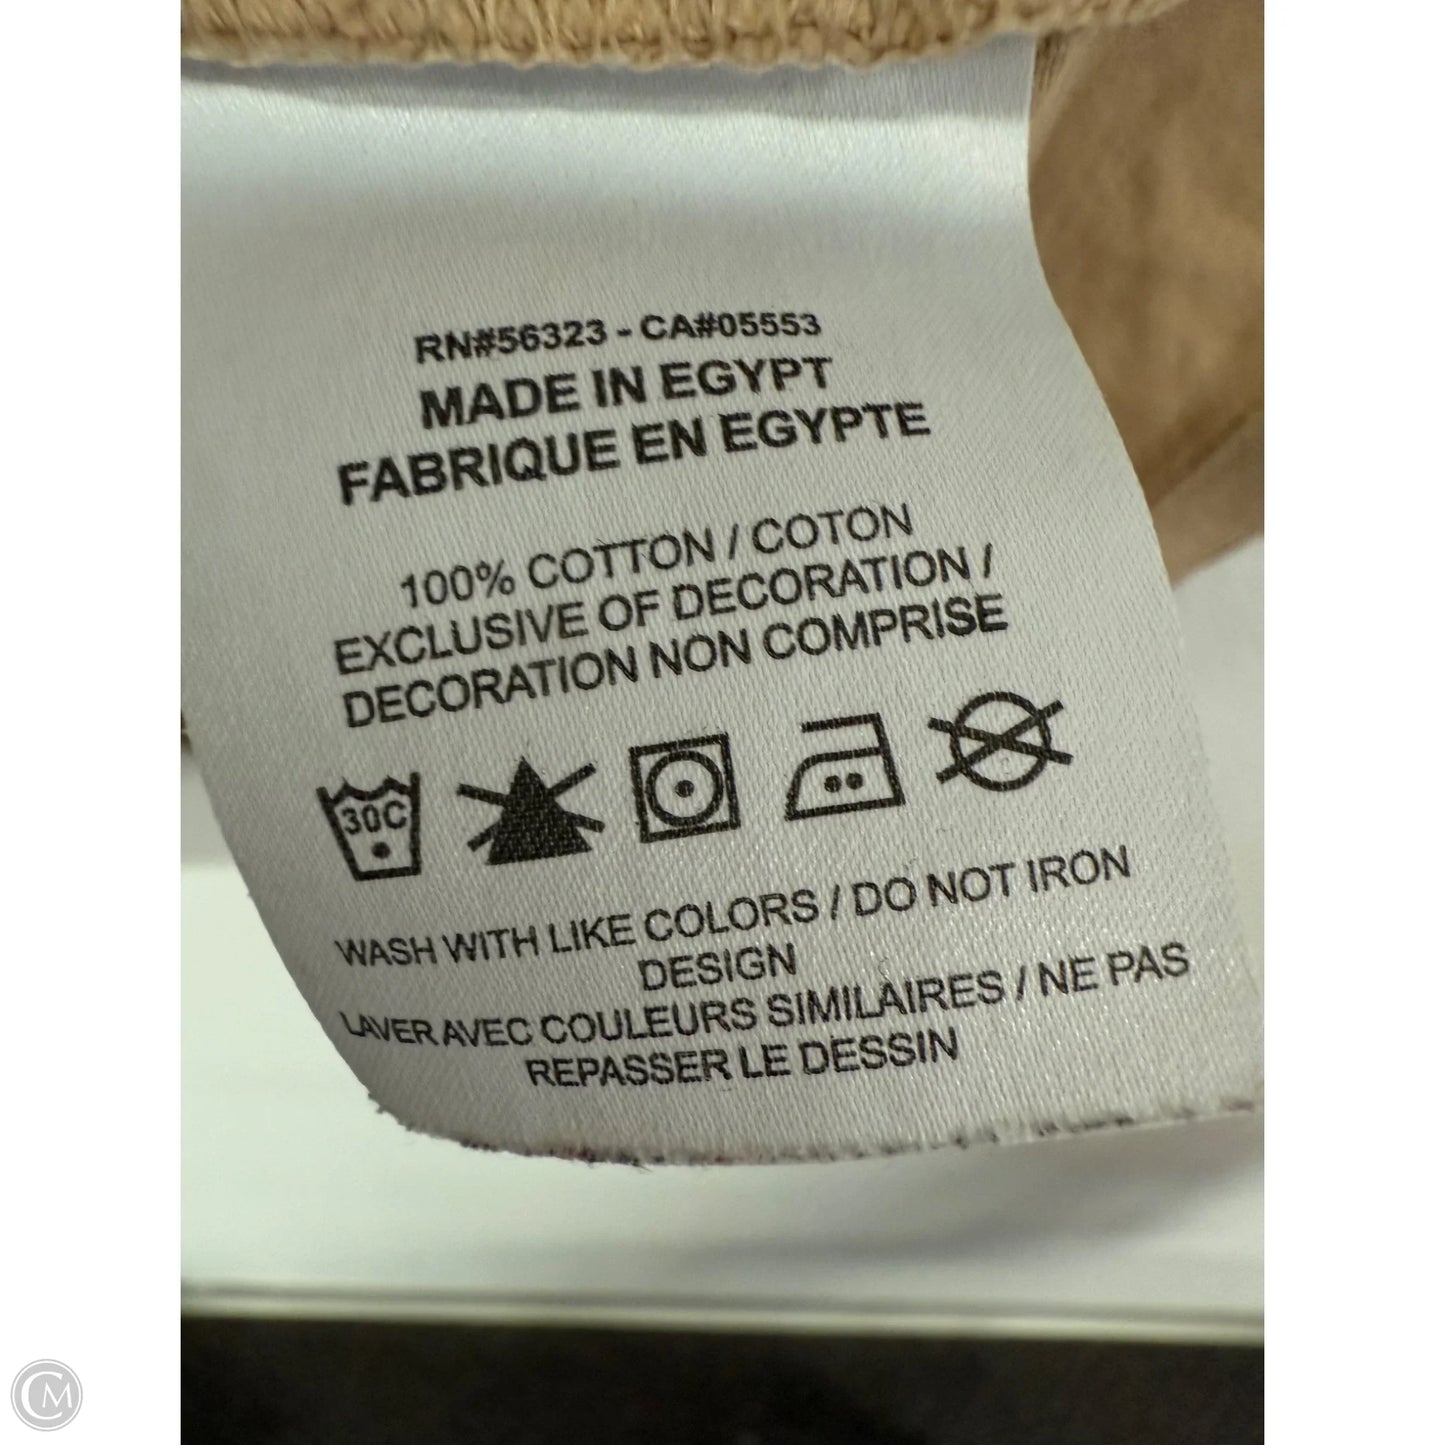 RN#56323 - CA#05553
MADE IN EGYPT
FABRIQUE EN EGYPTE
100% COTTON / COTON
EXCLUSIVE OF DECORATION /
DECORATION NON COMPRISE
30C
WASH WITH LIKE COLORS / DO NOT IRON
DESIGN
LAVER AVEC COULEURS SIMILAIRES / NE PAS
REPASSER LE DESSIN
CM